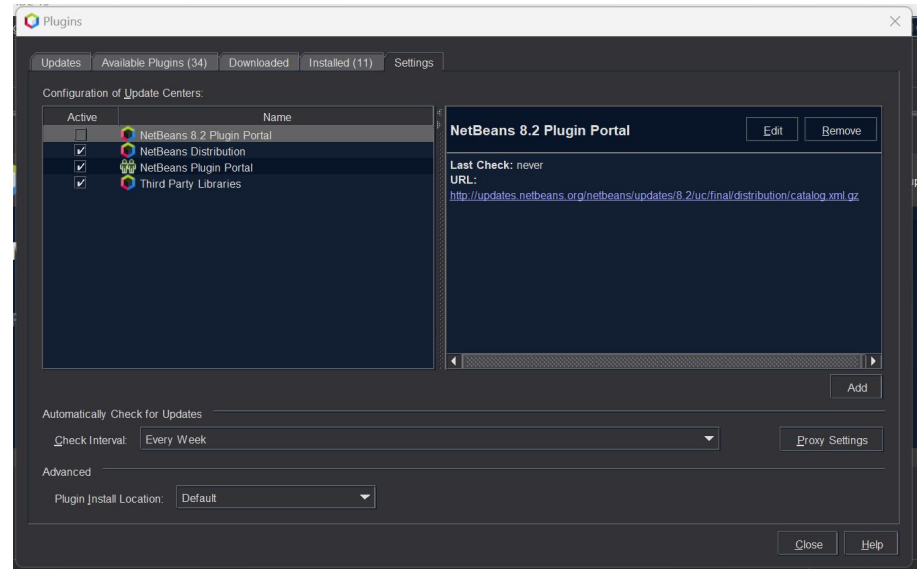 Plugins
Updates
Available Plugins (34)
Downloaded
Installed (11)
Settings
Configuration of Update Centers:
Active
Name
NetBeans 8.2 Plugin Portal
NetBeans Distribution
NetBeans Plugin Portal
Third Party Libraries
NetBeans 8.2 Plugin Portal
Edit
Remove
Last Check: never
URL:
http://updates.netbeans.org/netbeans/updates/8.2/uc/final/distribution/catalog.xml.gz
Add
Automatically Check for Updates
Check Interval:
Every Week
Proxy Settings
Advanced
Plugin Install Location:
Default
Close
Help